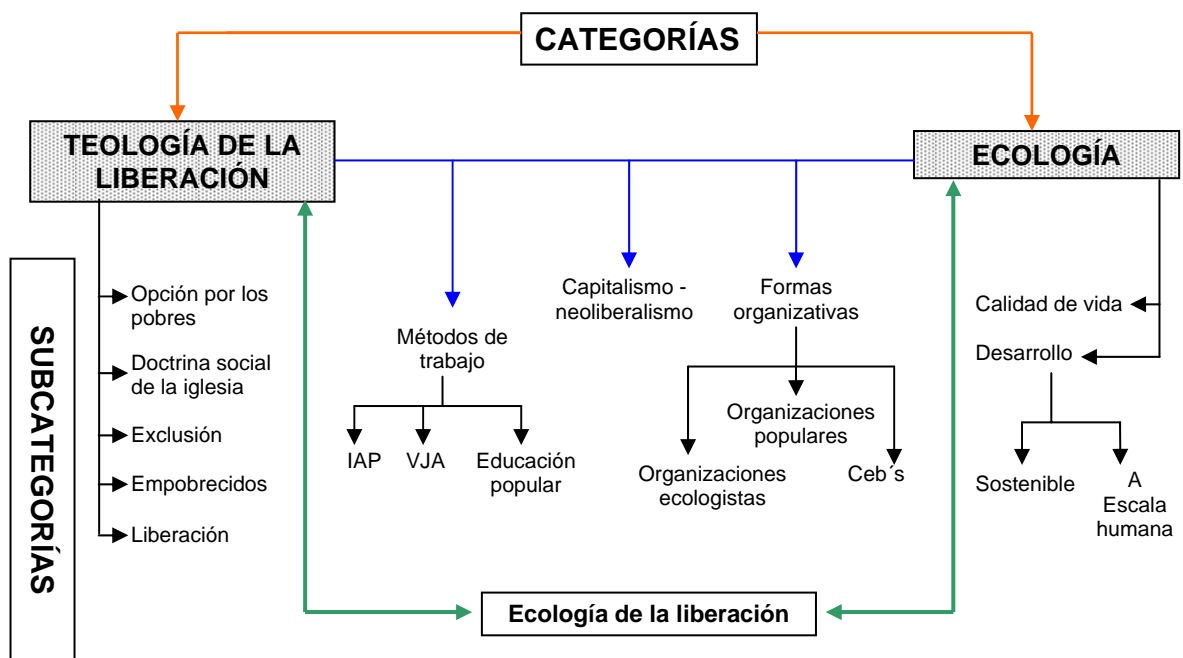 CATEGORÍAS
TEOLOGÍA DE LA
LIBERACIÓN
ECOLOGÍA
SUBCATEGORÍAS
Opción por los
pobres
Doctrina social
de la iglesia
Exclusión
Empobrecidos
Liberación
Métodos de
trabajo
IAP
VJA
Educación
popular
Capitalismo -
neoliberalismo
Formas
organizativas
Organizaciones
populares
Organizaciones
ecologistas
Ceb´s
Calidad de vida
Desarrollo
Sostenible
A
Escala
humana
Ecología de la liberación